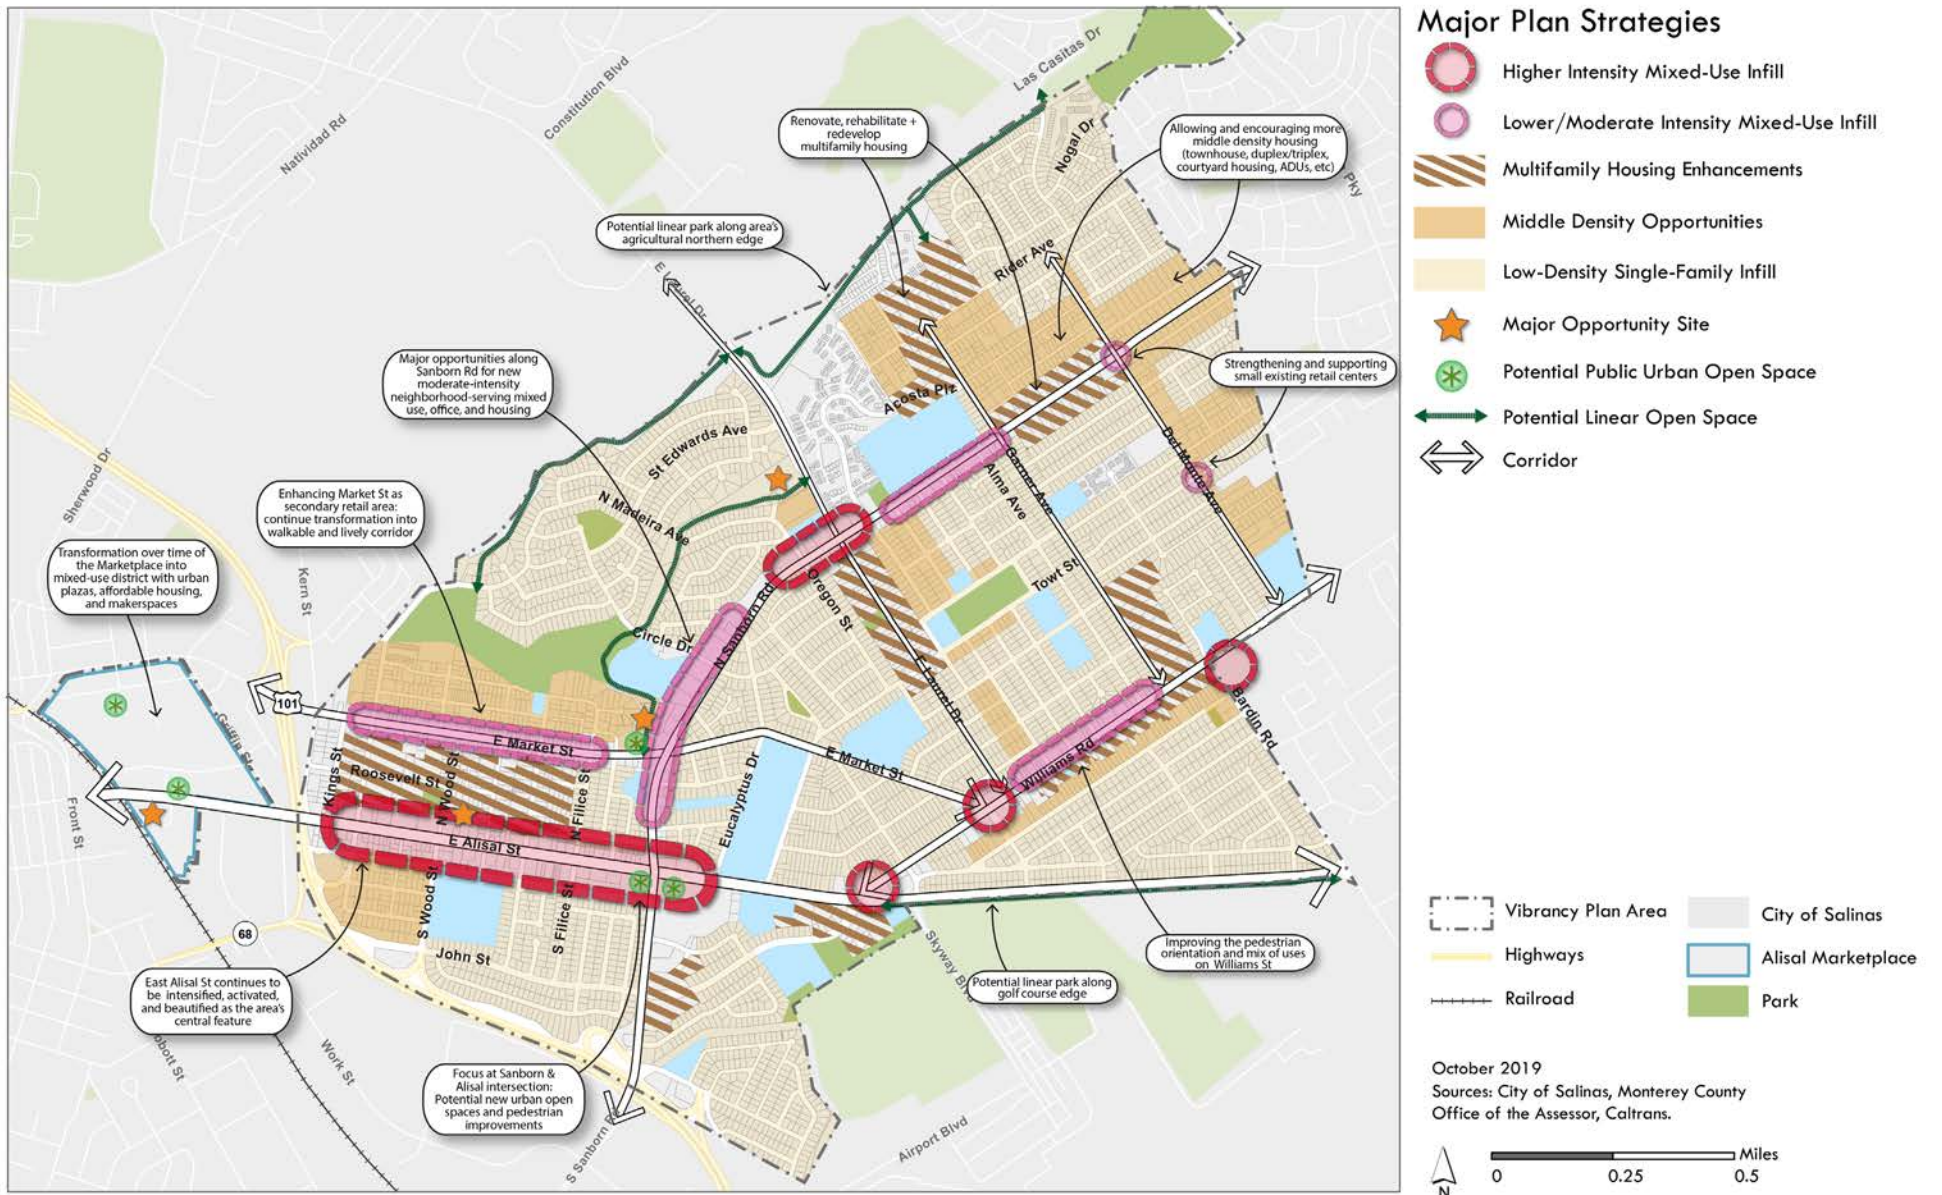 Major Plan Strategies
Higher Intensity Mixed-Use Infill
Lower/Moderate Intensity Mixed-Use Infill
Multifamily Housing Enhancements
Middle Density Opportunities
Low-Density Single-Family Infill
Major Opportunity Site
Potential Public Urban Open Space
Potential Linear Open Space
Corridor
Vibrancy Plan Area
Highways
Railroad
City of Salinas
Alisal Marketplace
Park
October 2019
Sources: City of Salinas, Monterey County
Office of the Assessor, Caltrans.
Miles
0
0.25
0.5
N
Las Casitas Dr
Constitution Blvd
Natividad Rd
Nogal Dr
Pky
Renovate, rehabilitate +
redevelop
multifamily housing
Allowing and encouraging more
middle density housing
(townhouse, duplex/triplex,
courtyard housing, ADUs, etc)
Potential linear park along area's
agricultural northern edge
Rider Ave
Major opportunities along
Sanborn Rd for new
moderate-intensity
neighborhood-serving mixed
use, office, and housing
Strengthening and supporting
small existing retail centers
Acosta Plz
St Edwards Ave
N Madeira Ave
Garner Ave
Alma Ave
Del Monte Ave
Sherwood Dr
Enhancing Market St as
secondary retail area:
continue transformation into
walkable and lively corridor
Transformation over time of
the Marketplace into
mixed-use district with urban
plazas, affordable housing,
and makerspaces
Kern St
Towt St
Oregon St
N Sanborn Rd
Circle Dr
E Laurel Dr
Bardin Rd
101
Griffin St
E Market St
E Market St
Williams Rd
Roosevelt St
Kings St
N Wood St
N Filice St
Eucalyptus Dr
Front St
E Alisal St
S Wood St
S Filice St
John St
68
Skyway Blvd
Improving the pedestrian
orientation and mix of uses
on Williams St
Potential linear park along
golf course edge
East Alisal St continues to
be intensified, activated,
and beautified as the area's
central feature
Work St
Focus at Sanborn &
Alisal intersection:
Potential new urban open
spaces and pedestrian
improvements
Airport Blvd